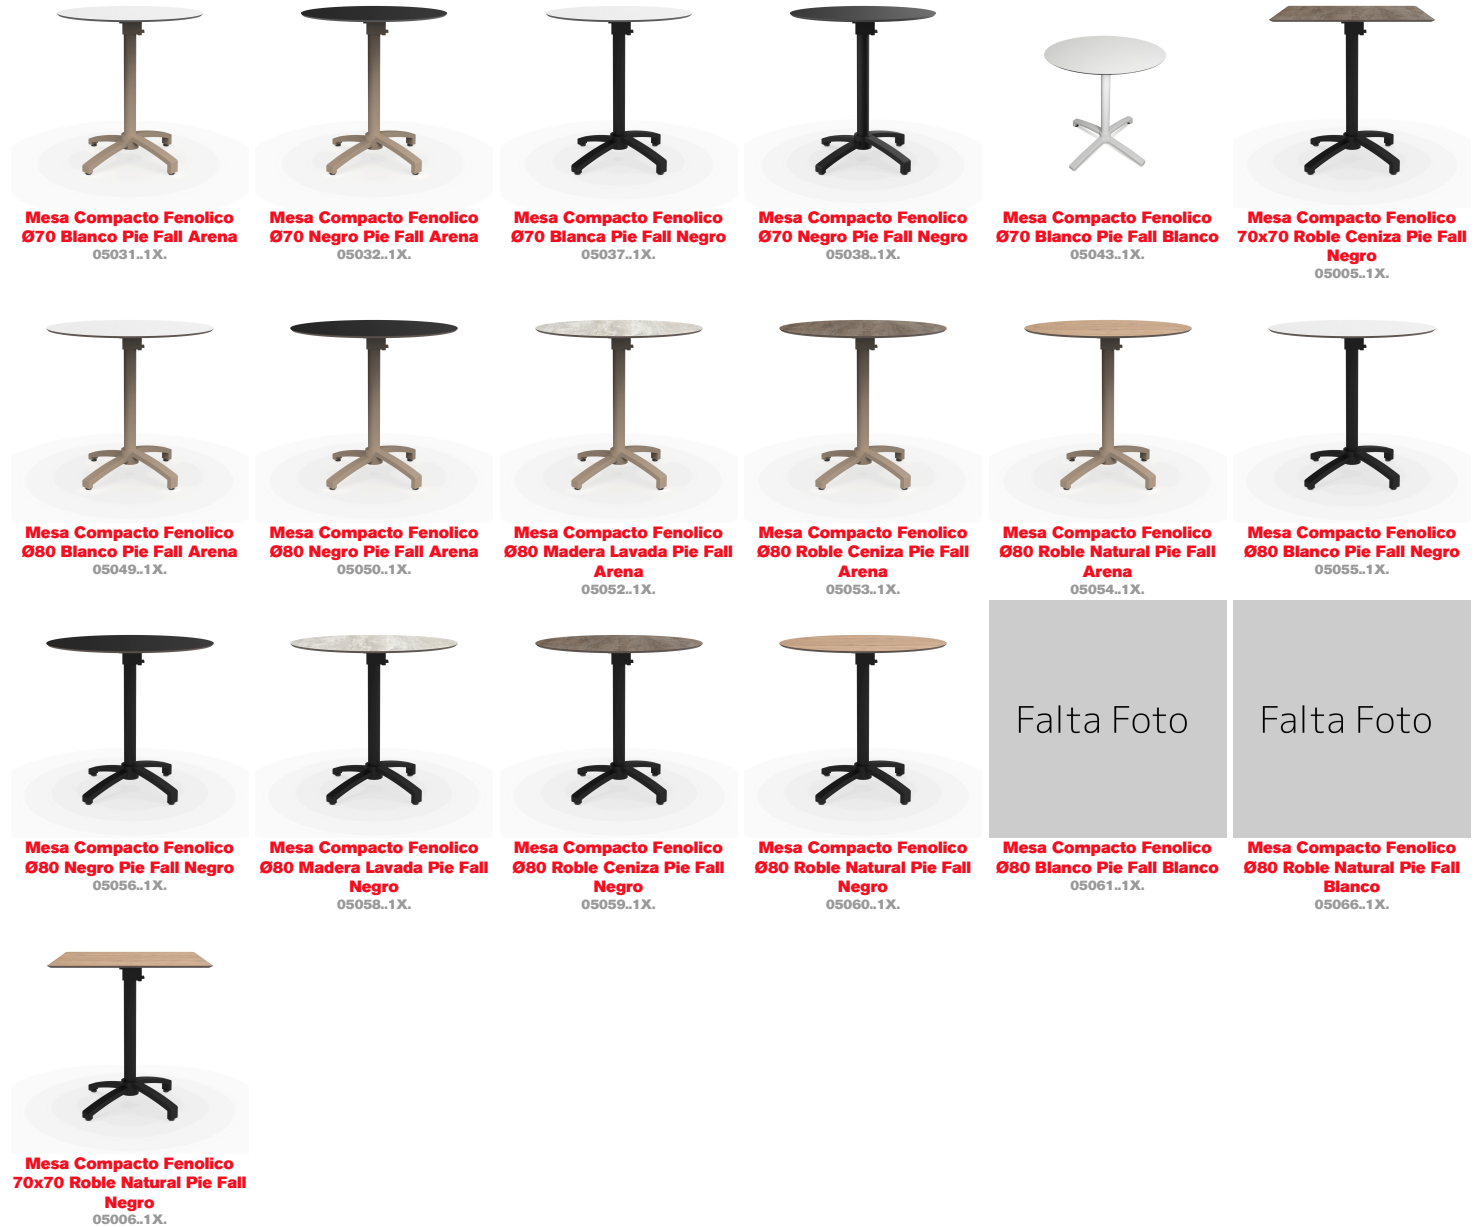 Mesa Compacto Fenolico
Ø70 Blanco Pie Fall Arena
05031..1X.
Mesa Compacto Fenolico
Ø70 Negro Pie Fall Arena
05032..1X.
Mesa Compacto Fenolico
Ø70 Blanca Pie Fall Negro
05037..1X.
Mesa Compacto Fenolico
Ø70 Negro Pie Fall Negro
05038..1X.
Mesa Compacto Fenolico
Ø70 Blanco Pie Fall Blanco
05043..1X.
Mesa Compacto Fenolico
70x70 Roble Ceniza Pie Fall
Negro
05005..1X.
Mesa Compacto Fenolico
Ø80 Blanco Pie Fall Arena
05049..1X.
Mesa Compacto Fenolico
Ø80 Negro Pie Fall Arena
05050..1X.
Mesa Compacto Fenolico
Ø80 Madera Lavada Pie Fall
Arena
05052..1X.
Mesa Compacto Fenolico
Ø80 Roble Ceniza Pie Fall
Arena
05053..1X.
Mesa Compacto Fenolico
Ø80 Roble Natural Pie Fall
Arena
05054..1X.
Mesa Compacto Fenolico
Ø80 Blanco Pie Fall Negro
05055..1X.
Mesa Compacto Fenolico
Ø80 Negro Pie Fall Negro
05056..1X.
Mesa Compacto Fenolico
Ø80 Madera Lavada Pie Fall
Negro
05058..1X.
Mesa Compacto Fenolico
Ø80 Roble Ceniza Pie Fall
Negro
05059..1X.
Mesa Compacto Fenolico
Ø80 Roble Natural Pie Fall
Negro
05060..1X.
Falta Foto
Mesa Compacto Fenolico
Ø80 Blanco Pie Fall Blanco
05061..1X.
Falta Foto
Mesa Compacto Fenolico
Ø80 Roble Natural Pie Fall
Blanco
05066..1X.
Mesa Compacto Fenolico
70x70 Roble Natural Pie Fall
Negro
05006..1X.